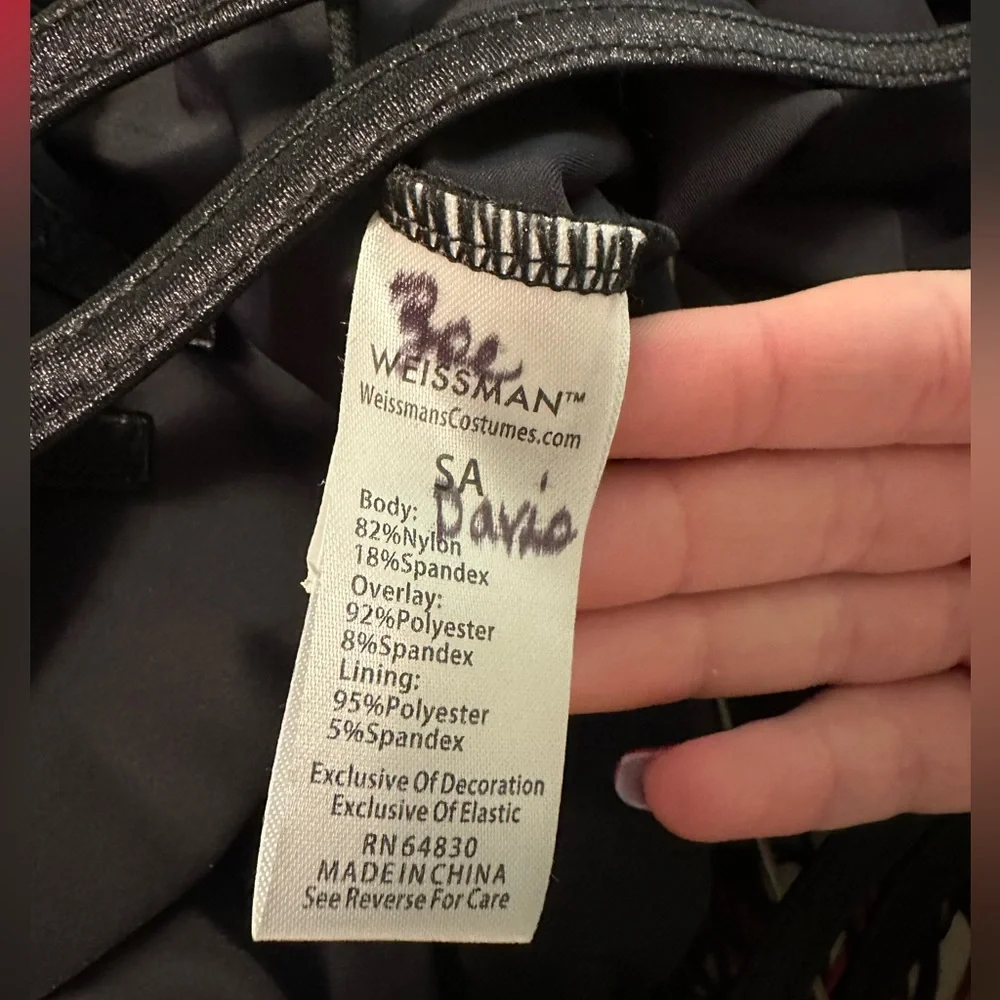 Zoe
WEISSMAN™
WeissmansCostumes.com
SA
Davis
Body:
82%Nylon
18%Spandex
Overlay:
92%Polyester
8%Spandex
Lining:
95%Polyester
5%Spandex
Exclusive Of Decoration
Exclusive Of Elastic
RN 64830
MADE IN CHINA
See Reverse For Care